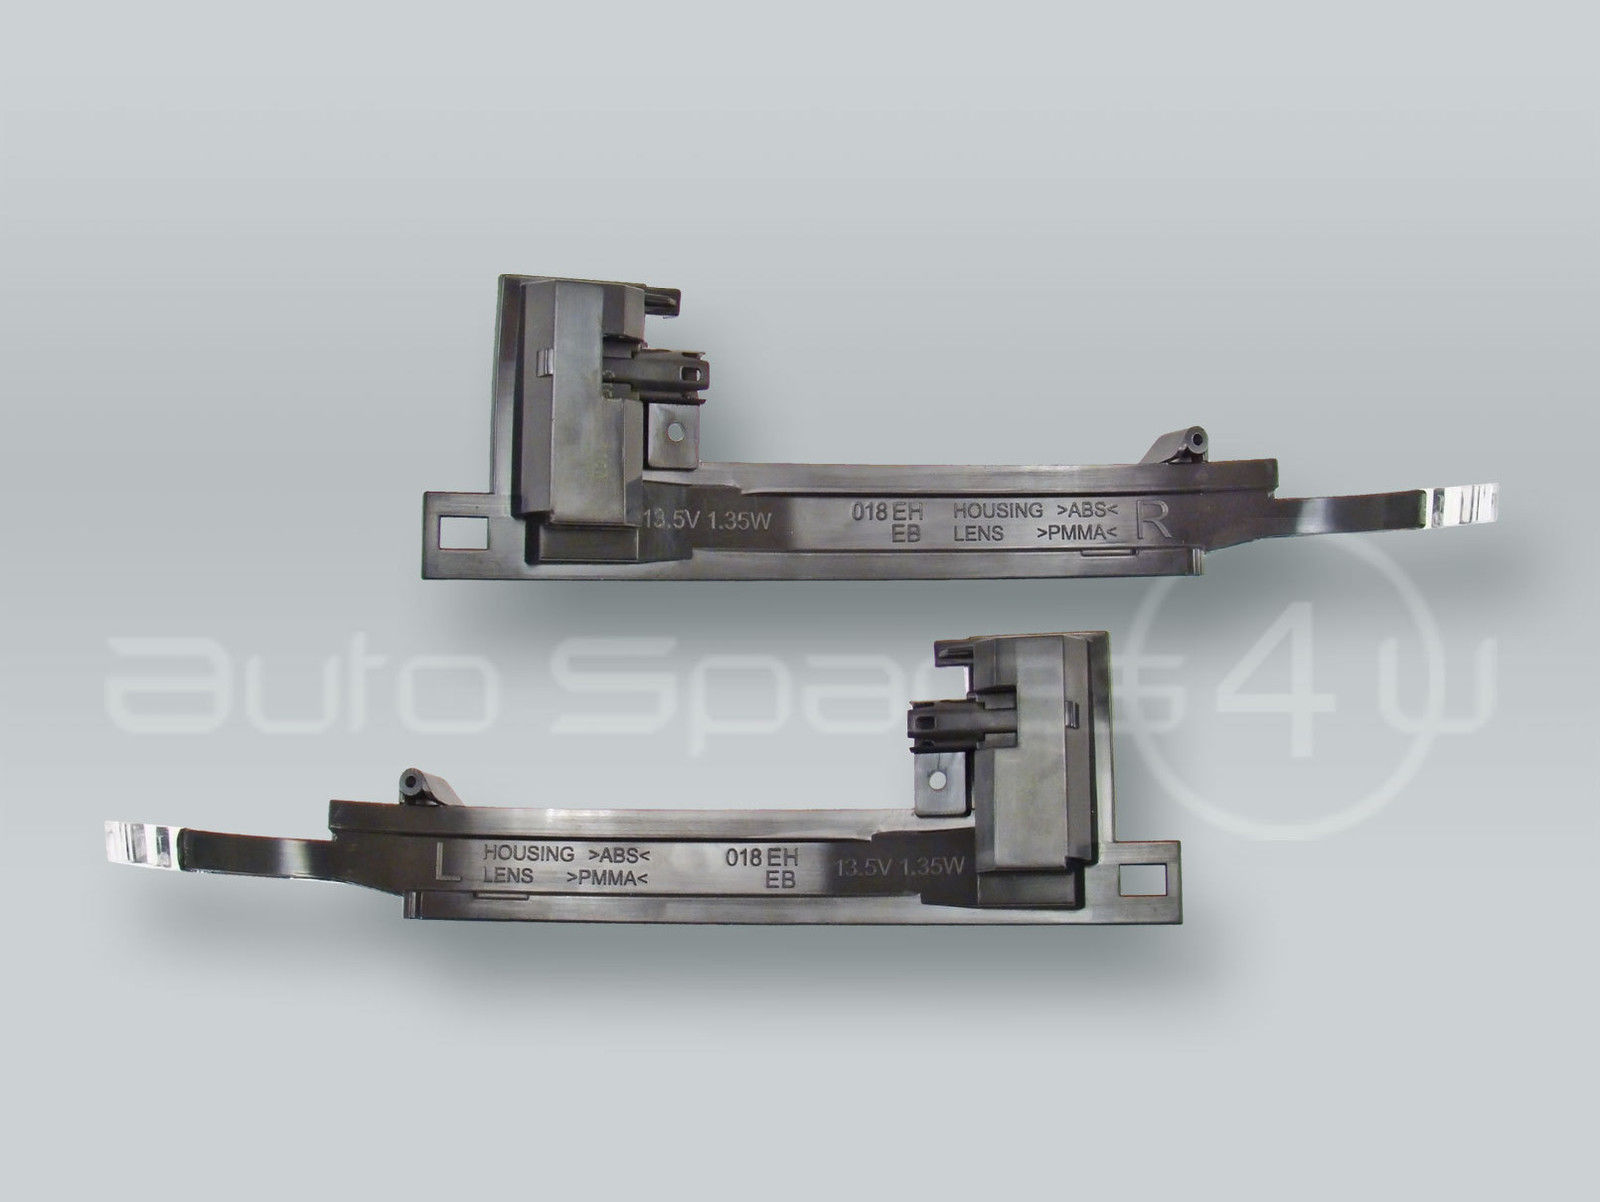 13.5V 1.35W 018 EH HOUSING >ABS< R
EB LENS >PMMA<
Auto Spares 4 U
L HOUSING >ABS< 018 EH 13.5V 1.35W
LENS >PMMA< EB